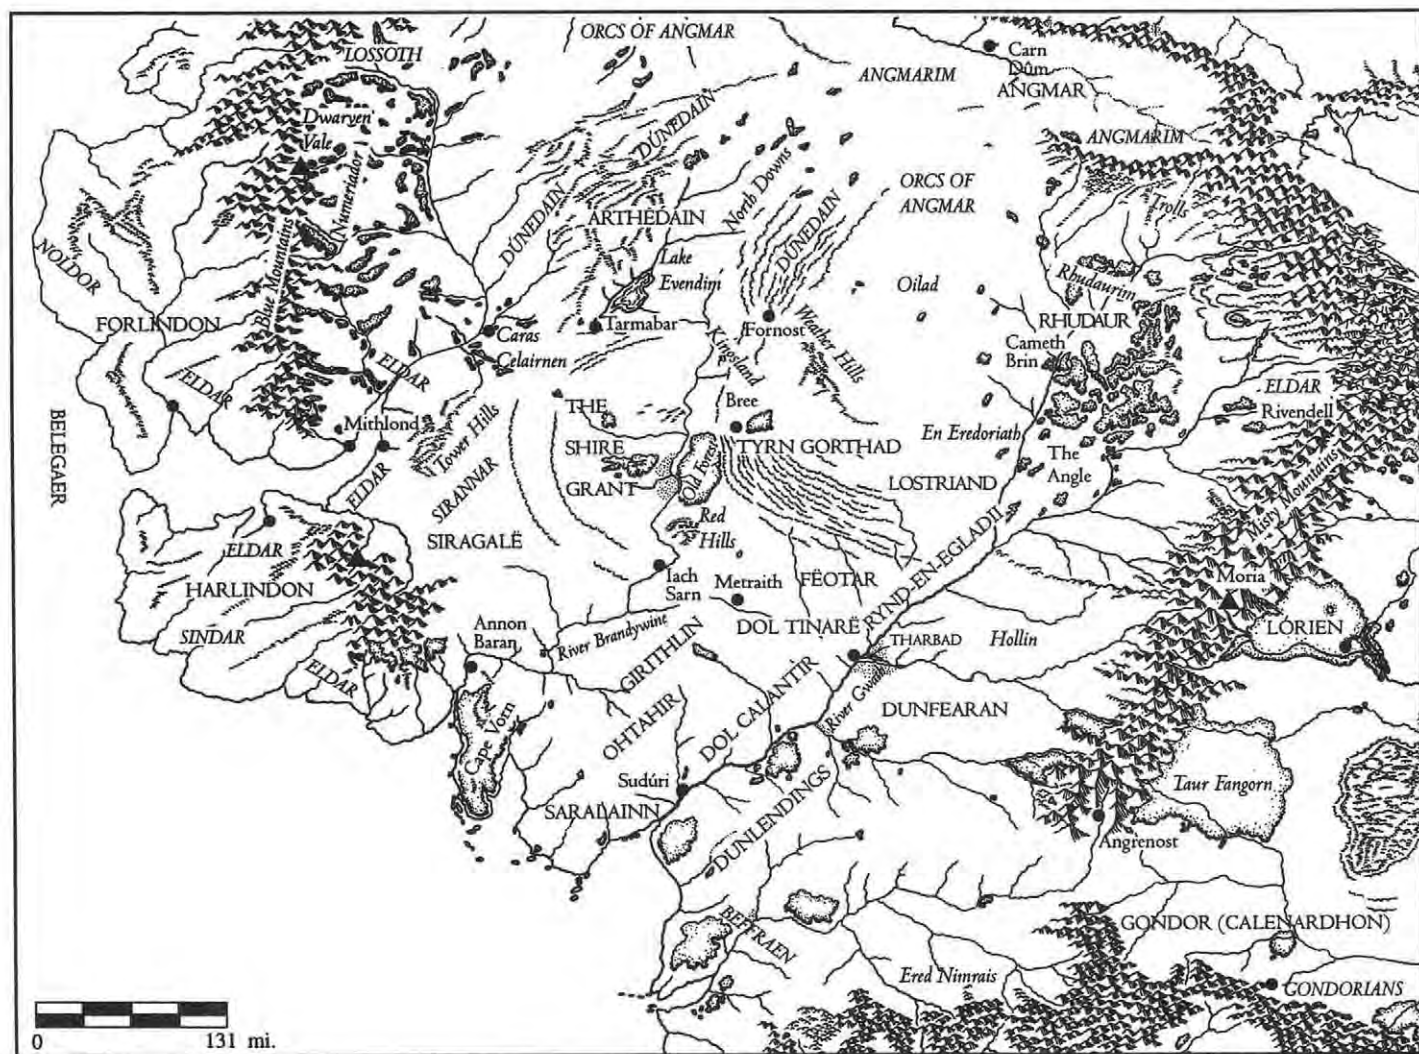 LOSSOTH
ORCS OF ANGMAR
Carn
Dûm
ANGMAR
ANGMARIM
Dwarven
Vale
Numeriador
Blue Mountains
DÚNEDAIN
DÚNEDAIN
ARTHEDAIN
North Downs
DÚNEDAIN
ORCS OF
ANGMAR
ANGMARIM
Trolls
NOLDOR
FORLINDON
Lake
Evendim
Tarmabar
Caras
Celairnen
Fornost
Weather Hills
Kingsland
Oilad
Rhudaurim
RHUDAUR
Cameth
Brin
ELDAR
ELDAR
Mithlond
BELEGAER
Tower Hills
THE
SHIRE
GRANT
Old Forest
Bree
TYRN GORTHAD
En Eredoriath
LOSTRIAND
The
Angle
ELDAR
Rivendell
Misty Mountains
ELDAR
SIRANNAR
SIRAGALË
Red
Hills
Iach
Sarn
Metraith
FËOTAR
DOL TINARË
RYND-EN-EGLADIJ
ELDAR
HARLINDON
SINDAR
ELDAR
Annon
Baran
River Brandywine
GIRITHLIN
THARBAD
Hollin
Moria
LÓRIEN
Cape Vorn
OHTAHIR
DOL CALANTIR
River Gwath
DUNFEARAN
Sudúri
SARALAINN
DUNLENDINGS
Taur Fangorn
Angrenost
BEFFRAEN
Ered Nimrais
GONDOR (CALENARDHON)
GONDORIANS
0 131 mi.